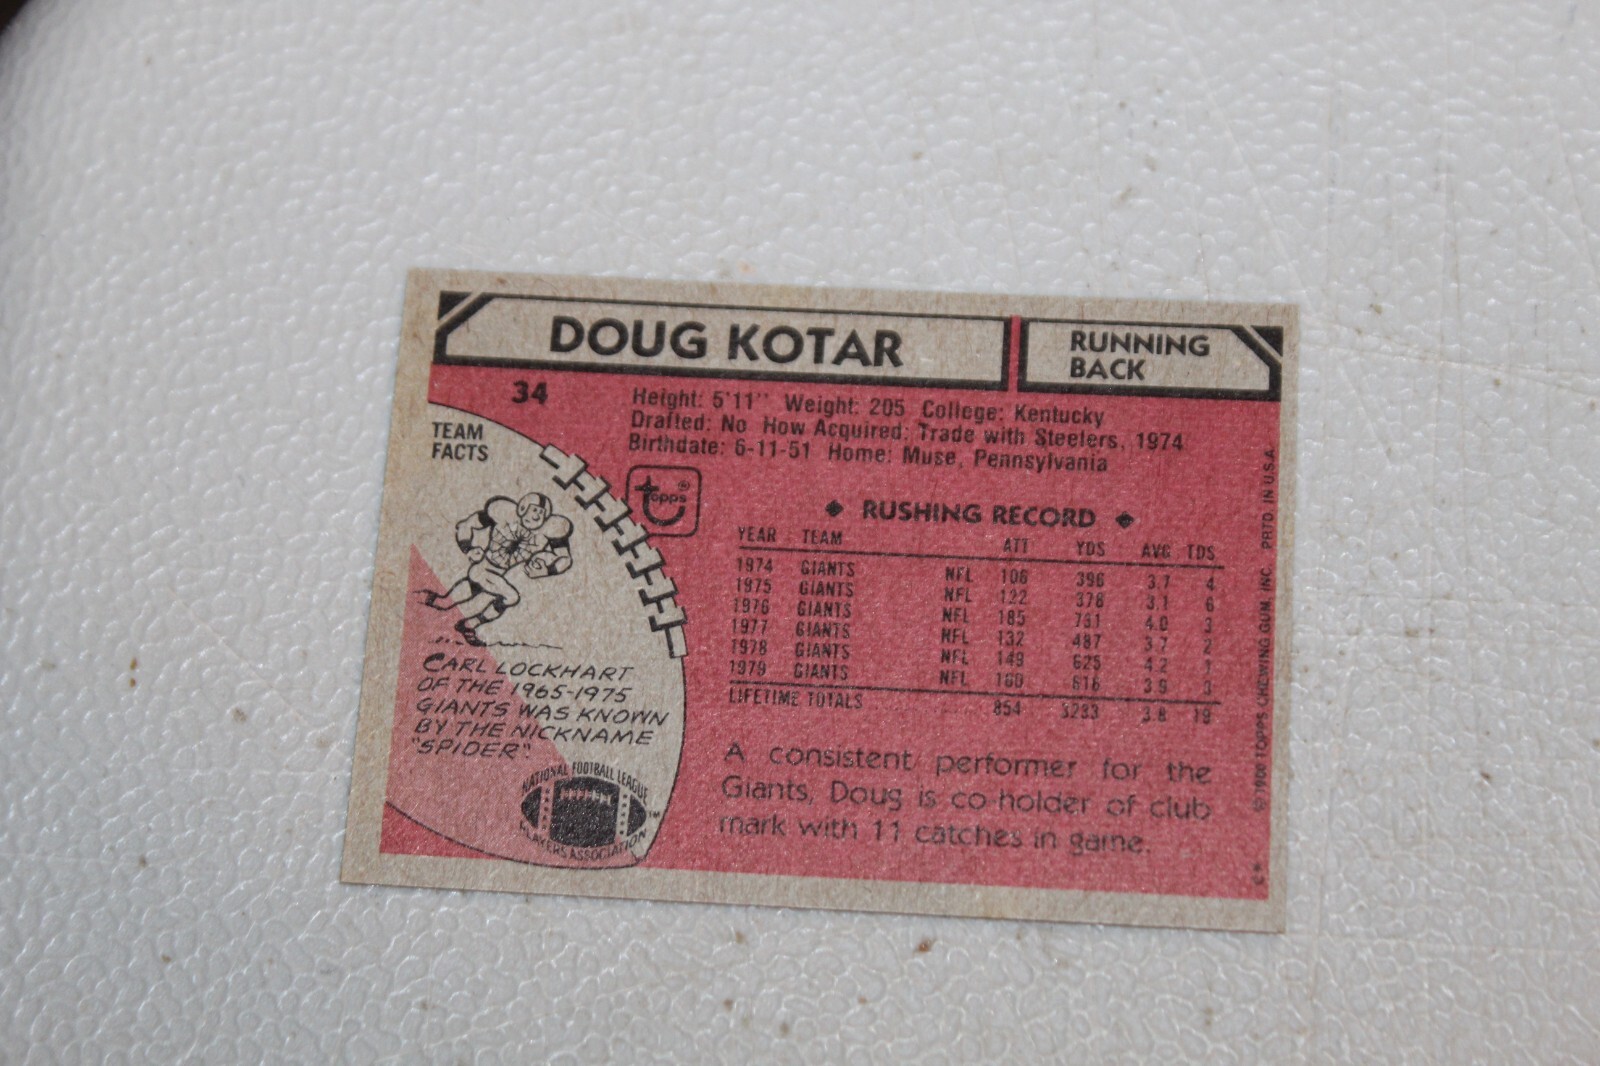 DOUG KOTAR
RUNNING
BACK
34
Height: 5'11" Weight: 205 College: Kentucky
Drafted: No How Acquired: Trade with Steelers, 1974
Birthdate: 6-11-51 Home: Muse, Pennsylvania
TEAM
FACTS
topps®
CARL LOCKHART
OF THE 1965-1975
GIANTS WAS KNOWN
BY THE NICKNAME
"SPIDER".
NATIONAL FOOTBALL LEAGUE
PLAYERS ASSOCIATION
TM
RUSHING RECORD
YEAR TEAM ATT YDS AVG TDS
1974 GIANTS NFL 106 396 3.7 4
1975 GIANTS NFL 122 378 3.1 6
1976 GIANTS NFL 185 731 4.0 3
1977 GIANTS NFL 132 487 3.7 2
1978 GIANTS NFL 149 625 4.2 1
1979 GIANTS NFL 160 616 3.9 3
LIFETIME TOTALS 854 3233 3.8 19
A consistent performer for the
Giants, Doug is co-holder of club
mark with 11 catches in game.
© 1980 TOPPS CHEWING GUM, INC. PRTD. IN U.S.A.